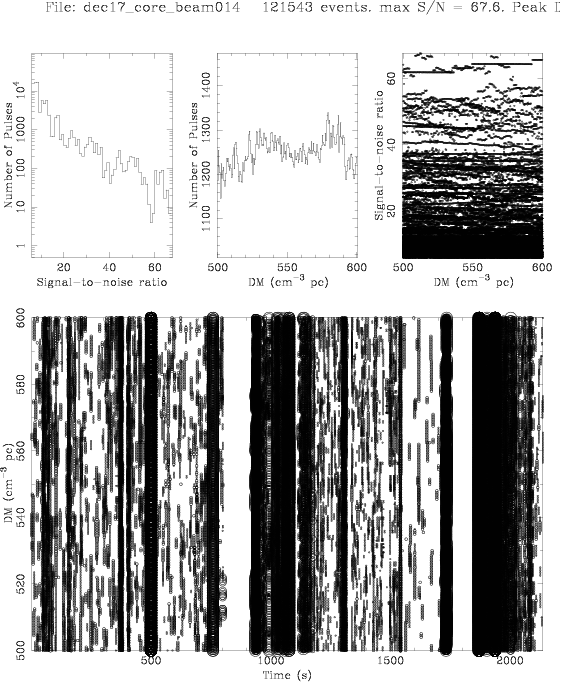 File: dec17_core_beam014 121543 events. max S/N = 67.6. Peak D
Number of Pulses
1 10 100 1000 10⁴
20 40 60
Signal-to-noise ratio
Number of Pulses
1100 1200 1300 1400
500 550 600
DM (cm⁻³ pc)
Signal-to-noise ratio
20 40 60
500 550 600
DM (cm⁻³ pc)
DM (cm⁻³ pc)
500 520 540 560 580 600
500 1000 1500 2000
Time (s)